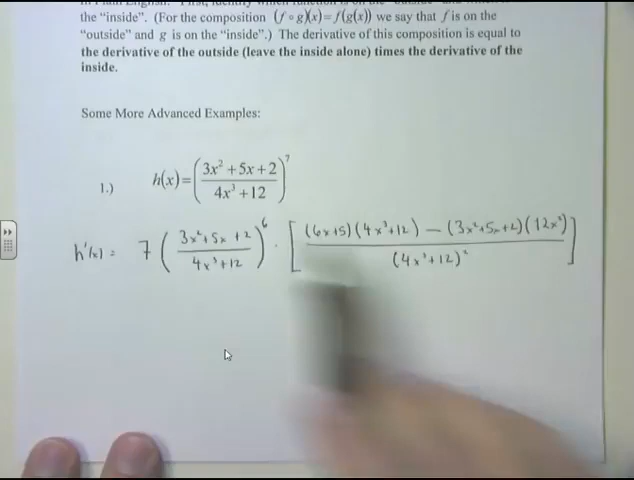 the "inside". (For the composition (f ∘ g)(x) = f(g(x)) we say that f is on the
"outside" and g is on the "inside".) The derivative of this composition is equal to
the derivative of the outside (leave the inside alone) times the derivative of the
inside.
Some More Advanced Examples:
1.) h(x) = ((3x² + 5x + 2)/(4x³ + 12))⁷
h'(x) = 7 ((3x² + 5x + 2)/(4x³ + 12))⁶ · [((6x + 5)(4x³ + 12) − (3x² + 5x + 2)(12x²))/(4x³ + 12)²]